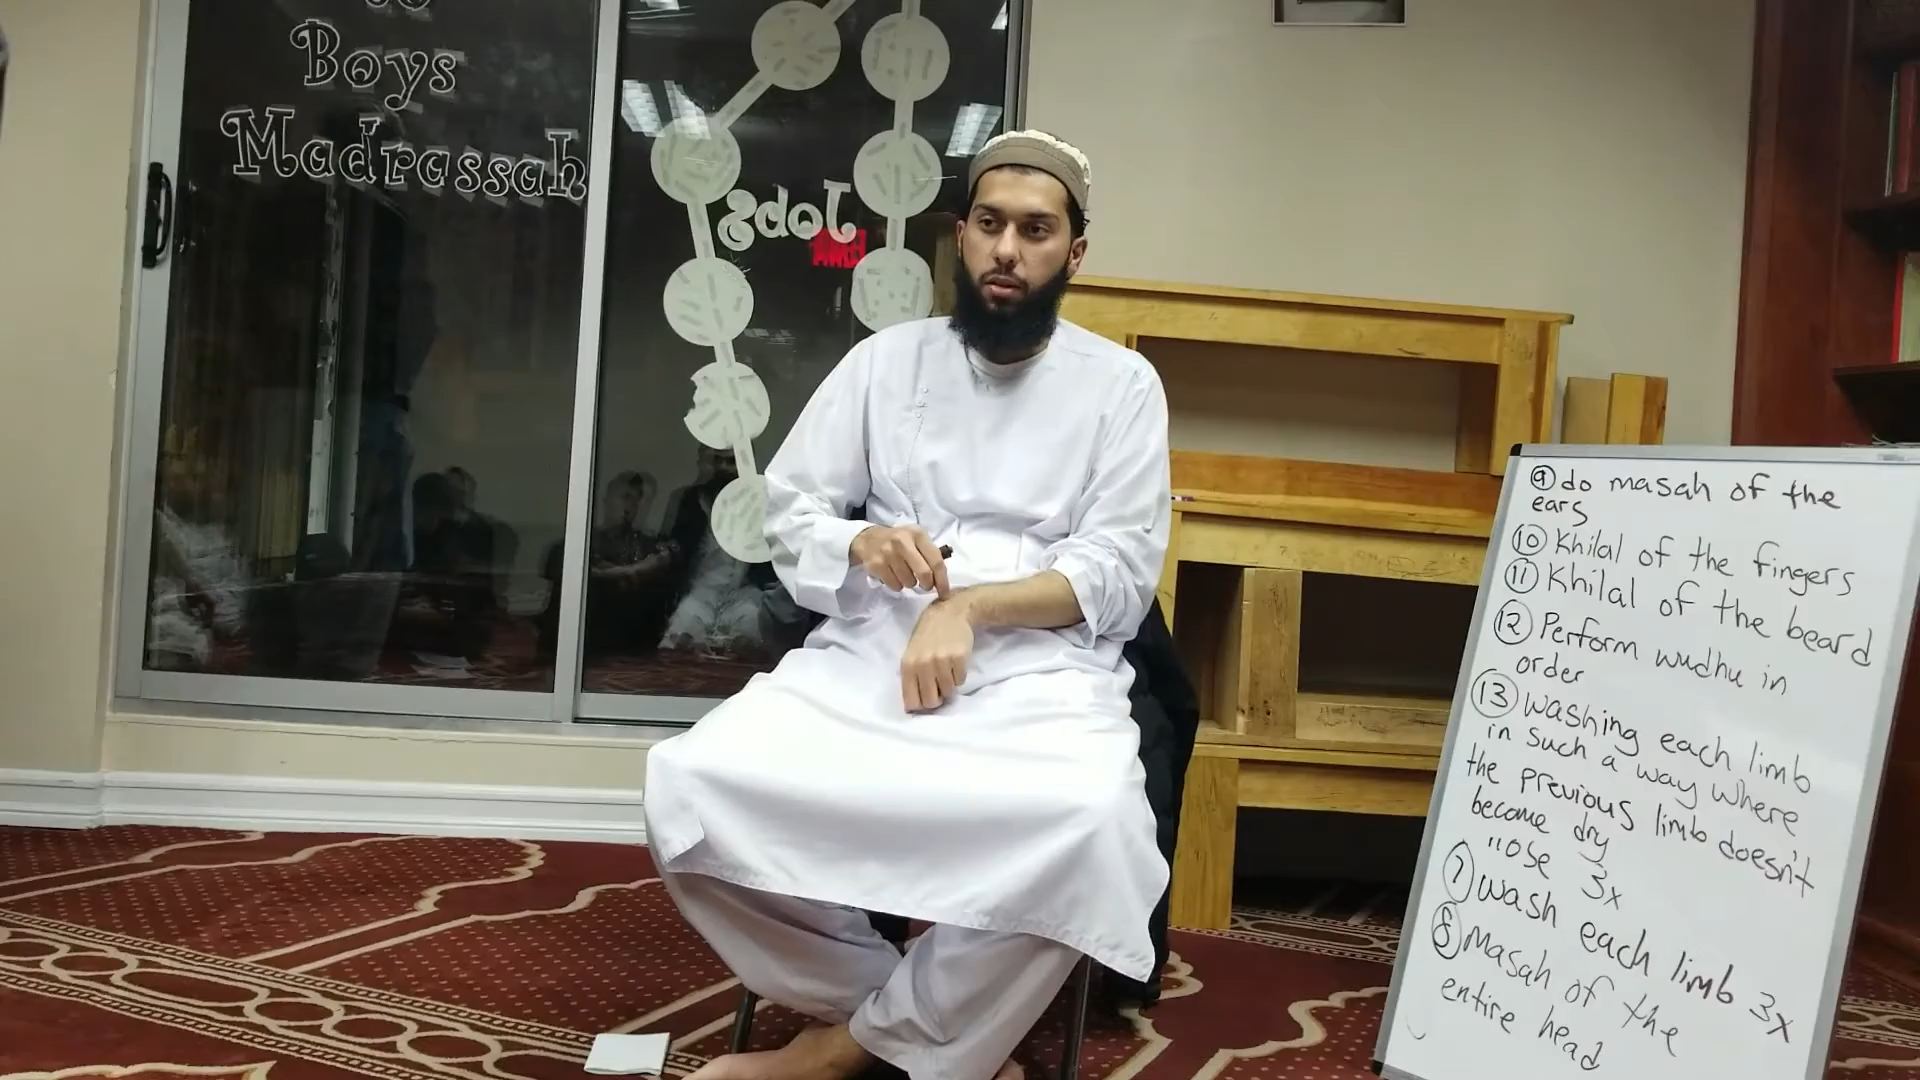 Boys
Madrassah
Jobs
⑨ do masah of the
ears
⑩ Khilal of the fingers
⑪ Khilal of the beard
⑫ Perform wudhu in
order
⑬ Washing each limb
in such a way where
the previous limb doesn't
become dry
nose 3x
⑦ Wash each limb 3x
⑧ Masah of the
entire head